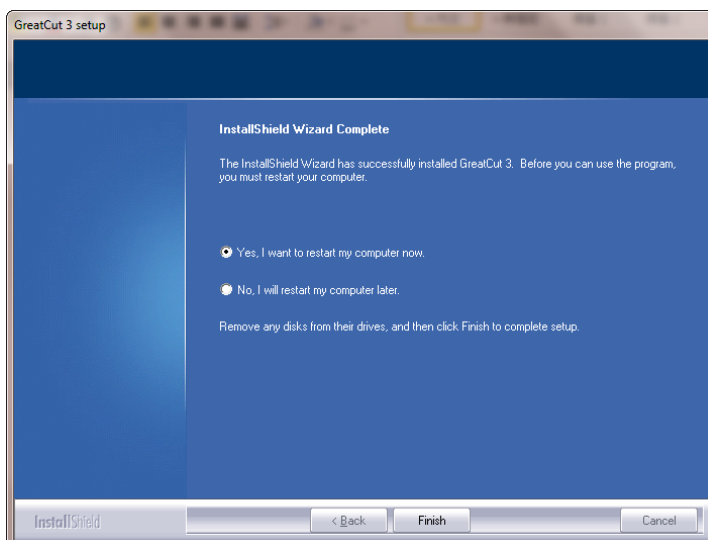 GreatCut 3 setup
InstallShield Wizard Complete
The InstallShield Wizard has successfully installed GreatCut 3. Before you can use the program,
you must restart your computer.
Yes, I want to restart my computer now.
No, I will restart my computer later.
Remove any disks from their drives, and then click Finish to complete setup.
InstallShield
< Back
Finish
Cancel